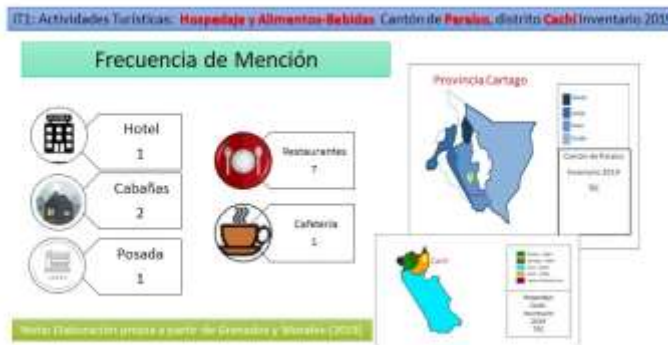 IT1: Actividades Turísticas: Hospedaje y Alimentos-Bebidas Cantón de Paraíso, distrito Cachí Inventario 2019
Frecuencia de Mención
Hotel
1
Cabañas
2
Posada
1
Restaurantes
7
Cafetería
1
Provincia Cartago
Cantón de Paraíso
Inventario 2019
Cachí
Nota: Elaboración propia a partir de Granados y Morales (2019)